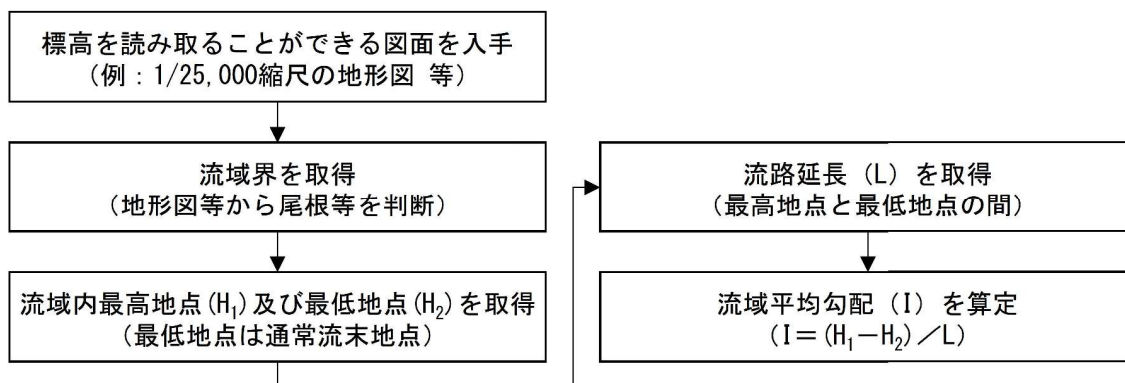 標高を読み取ることができる図面を入手
（例：1/25,000縮尺の地形図 等）
流域界を取得
（地形図等から尾根等を判断）
流域内最高地点(H₁)及び最低地点(H₂)を取得
（最低地点は通常流末地点）
流路延長（L）を取得
（最高地点と最低地点の間）
流域平均勾配（I）を算定
（I＝(H₁－H₂)／L）